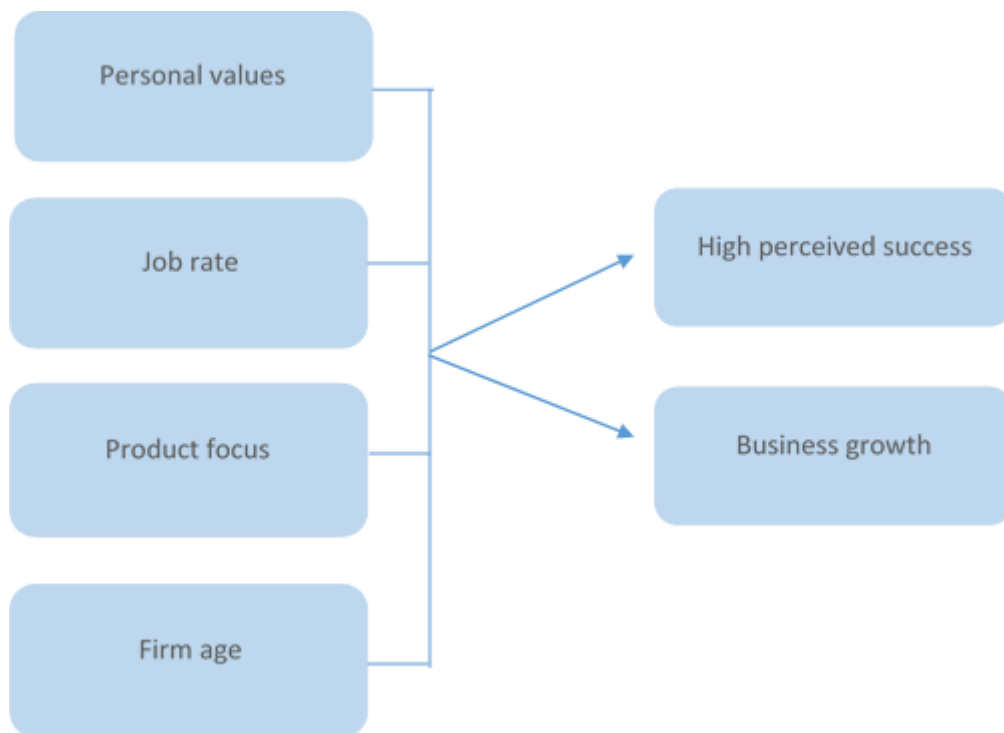 Personal values
Job rate
Product focus
Firm age
High perceived success
Business growth